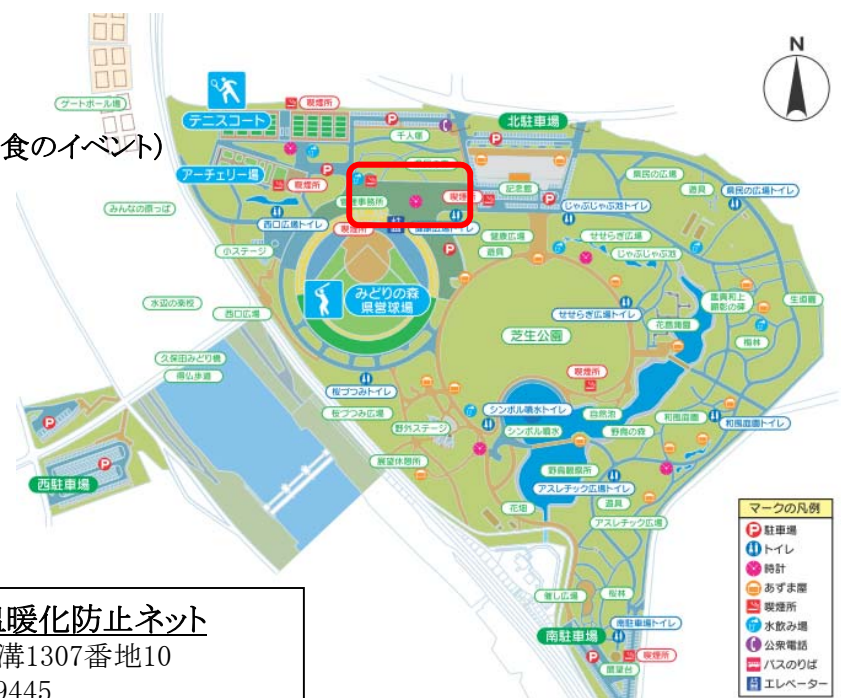 N
ゲートボール場
喫煙所
テニスコート
北駐車場
千人塚
食のイベント)
アーチェリー場
喫煙所
管理事務所
喫煙所
記念館
県民の広場
遊具
県民の広場トイレ
みんなの原っぱ
西口広場トイレ
喫煙所
健康広場トイレ
じゃぶじゃぶ池トイレ
小ステージ
健康広場
遊具
せせらぎ広場
じゃぶじゃぶ池
みどりの森
県営球場
水辺の楽校
西口広場
せせらぎ広場トイレ
花菖蒲園
鑑真和上
顕彰の碑
生頭園
芝生公園
梅林
久保田みどり橋
得仏歩道
喫煙所
桜づつみトイレ
桜づつみ広場
シンボル噴水トイレ
自然池
和風庭園
和風庭園トイレ
野外ステージ
シンボル噴水
野鳥の森
展望休憩所
野鳥観察所
西駐車場
アスレチック広場トイレ
花畑
遊具
アスレチック広場
催し広場
桜林
南駐車場トイレ
南駐車場
喫煙所
展望台
マークの凡例
駐車場
トイレ
時計
あずま屋
喫煙所
水飲み場
公衆電話
バスのりば
エレベーター
温暖化防止ネット
溝1307番地10
9445